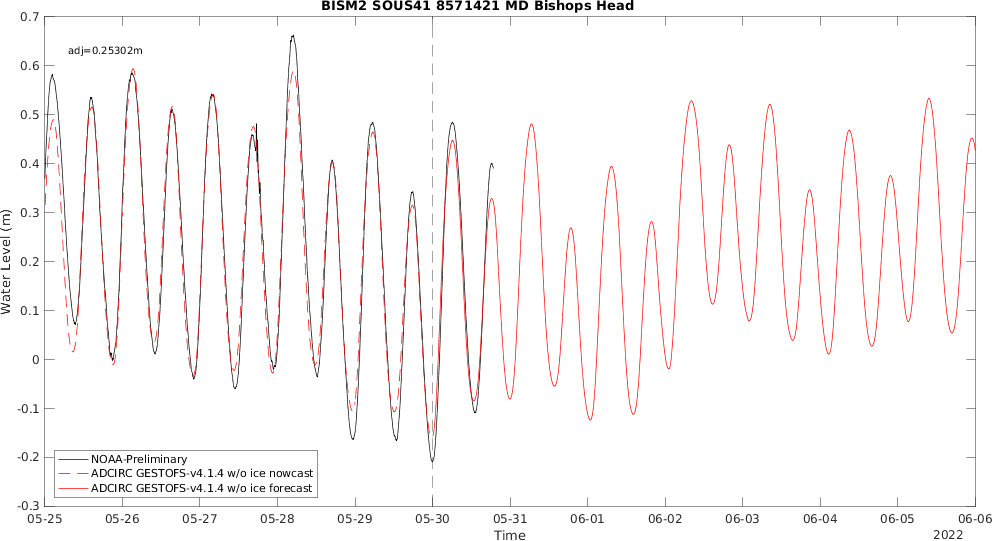 BISM2 SOUS41 8571421 MD Bishops Head
adj=0.25302m
Water Level (m)
0.7
0.6
0.5
0.4
0.3
0.2
0.1
0
-0.1
-0.2
-0.3
NOAA-Preliminary
ADCIRC GESTOFS-v4.1.4 w/o ice nowcast
ADCIRC GESTOFS-v4.1.4 w/o ice forecast
05-25 05-26 05-27 05-28 05-29 05-30 05-31 06-01 06-02 06-03 06-04 06-05 06-06
Time
2022